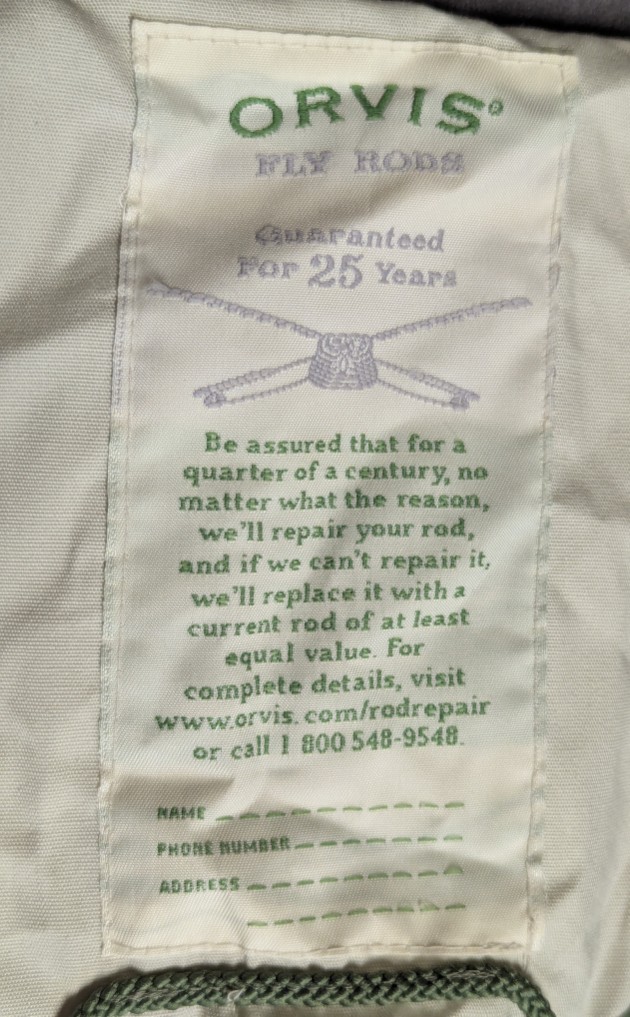 ORVIS®
FLY RODS
Guaranteed
For 25 Years
Be assured that for a
quarter of a century, no
matter what the reason,
we'll repair your rod,
and if we can't repair it,
we'll replace it with a
current rod of at least
equal value. For
complete details, visit
www.orvis.com/rodrepair
or call 1 800 548-9548.
NAME
PHONE NUMBER
ADDRESS